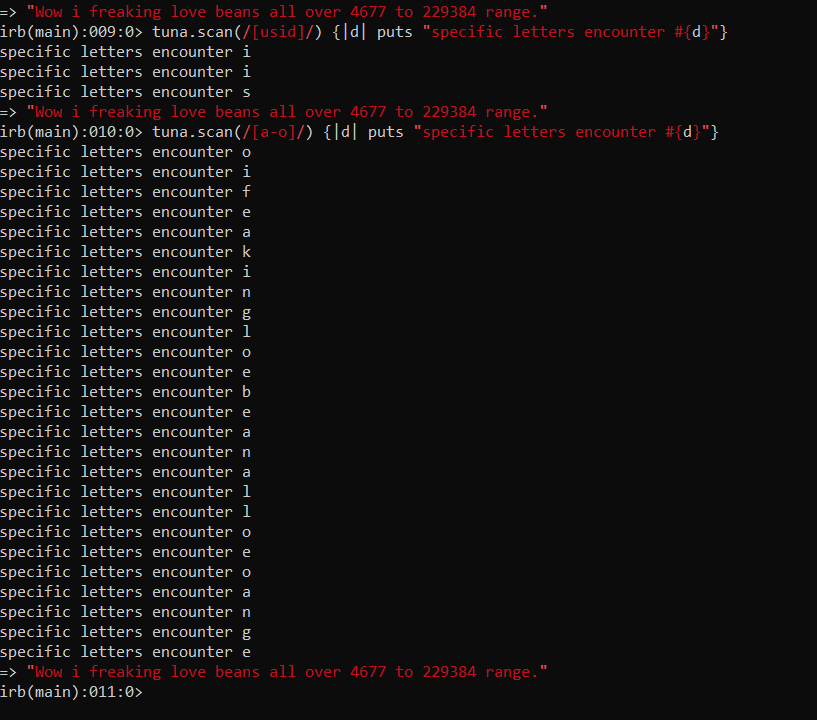 => "Wow i freaking love beans all over 4677 to 229384 range."
irb(main):009:0> tuna.scan(/[usid]/) {|d| puts "specific letters encounter #{d}"}
specific letters encounter i
specific letters encounter i
specific letters encounter s
=> "Wow i freaking love beans all over 4677 to 229384 range."
irb(main):010:0> tuna.scan(/[a-o]/) {|d| puts "specific letters encounter #{d}"}
specific letters encounter o
specific letters encounter i
specific letters encounter f
specific letters encounter e
specific letters encounter a
specific letters encounter k
specific letters encounter i
specific letters encounter n
specific letters encounter g
specific letters encounter l
specific letters encounter o
specific letters encounter e
specific letters encounter b
specific letters encounter e
specific letters encounter a
specific letters encounter n
specific letters encounter a
specific letters encounter l
specific letters encounter l
specific letters encounter o
specific letters encounter e
specific letters encounter o
specific letters encounter a
specific letters encounter n
specific letters encounter g
specific letters encounter e
=> "Wow i freaking love beans all over 4677 to 229384 range."
irb(main):011:0>